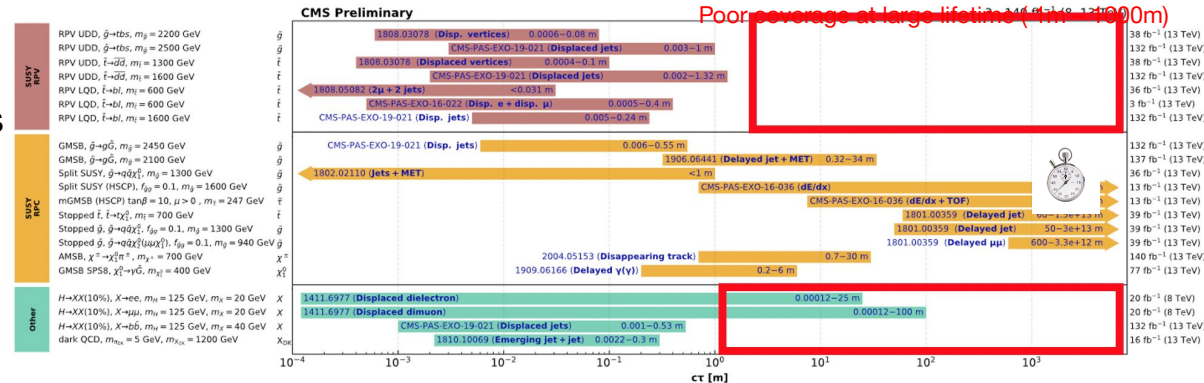 CMS Preliminary
Poor coverage at large lifetime (~1m – 1000m)
SUSY RPV
RPV UDD, g̃→tbs, m_g̃ = 2200 GeV g̃ 1808.03078 (Disp. vertices) 0.0006−0.08 m 38 fb⁻¹ (13 TeV)
RPV UDD, g̃→tbs, m_g̃ = 2500 GeV g̃ CMS-PAS-EXO-19-021 (Displaced jets) 0.003−1 m 132 fb⁻¹ (13 TeV)
RPV UDD, t̃→d̅d̅, m_t̃ = 1300 GeV t̃ 1808.03078 (Displaced vertices) 0.0004−0.1 m 38 fb⁻¹ (13 TeV)
RPV UDD, t̃→d̅d̅, m_t̃ = 1600 GeV t̃ CMS-PAS-EXO-19-021 (Displaced jets) 0.002−1.32 m 132 fb⁻¹ (13 TeV)
RPV LQD, t̃→bl, m_t̃ = 600 GeV t̃ 1808.05082 (2μ + 2 jets) <0.031 m 36 fb⁻¹ (13 TeV)
RPV LQD, t̃→bl, m_t̃ = 600 GeV t̃ CMS-PAS-EXO-16-022 (Disp. e + disp. μ) 0.0005−0.4 m 3 fb⁻¹ (13 TeV)
RPV LQD, t̃→bl, m_t̃ = 1600 GeV t̃ CMS-PAS-EXO-19-021 (Disp. jets) 0.005−0.24 m 132 fb⁻¹ (13 TeV)
SUSY RPC
GMSB, g̃→gG̃, m_g̃ = 2450 GeV g̃ CMS-PAS-EXO-19-021 (Disp. jets) 0.006−0.55 m 132 fb⁻¹ (13 TeV)
GMSB, g̃→gG̃, m_g̃ = 2100 GeV g̃ 1906.06441 (Delayed jet + MET) 0.32−34 m 137 fb⁻¹ (13 TeV)
Split SUSY, g̃→qq̅χ₁⁰, m_g̃ = 1300 GeV g̃ 1802.02110 (Jets + MET) <1 m 36 fb⁻¹ (13 TeV)
Split SUSY (HSCP), f_g̃g = 0.1, m_g̃ = 1600 GeV g̃ CMS-PAS-EXO-16-036 (dE/dx) m 13 fb⁻¹ (13 TeV)
mGMSB (HSCP) tanβ = 10, μ > 0 , m_τ̃ = 247 GeV τ̃ CMS-PAS-EXO-16-036 (dE/dx + TOF) m 13 fb⁻¹ (13 TeV)
Stopped t̃, t̃→tχ₁⁰, m_t̃ = 700 GeV t̃ 1801.00359 (Delayed jet) 60−1.5e+13 m 39 fb⁻¹ (13 TeV)
Stopped g̃, g̃→qq̅χ₁⁰, f_g̃g = 0.1, m_g̃ = 1300 GeV g̃ 1801.00359 (Delayed jet) 50−3e+13 m 39 fb⁻¹ (13 TeV)
Stopped g̃, g̃→qq̅χ₂⁰(μμχ₁⁰), f_g̃g = 0.1, m_g̃ = 940 GeV g̃ 1801.00359 (Delayed μμ) 600−3.3e+12 m 39 fb⁻¹ (13 TeV)
AMSB, χ^±→χ₁⁰π^±, m_χ^± = 700 GeV χ^± 2004.05153 (Disappearing track) 0.7−30 m 140 fb⁻¹ (13 TeV)
GMSB SPS8, χ₁⁰→γG̃, m_χ₁⁰ = 400 GeV χ₁⁰ 1909.06166 (Delayed γ(γ)) 0.2−6 m 77 fb⁻¹ (13 TeV)
Other
H→XX(10%), X→ee, m_H = 125 GeV, m_X = 20 GeV X 1411.6977 (Displaced dielectron) 0.00012−25 m 20 fb⁻¹ (8 TeV)
H→XX(10%), X→μμ, m_H = 125 GeV, m_X = 20 GeV X 1411.6977 (Displaced dimuon) 0.00012−100 m 20 fb⁻¹ (8 TeV)
H→XX(10%), X→bb̅, m_H = 125 GeV, m_X = 40 GeV X CMS-PAS-EXO-19-021 (Displaced jets) 0.001−0.53 m 132 fb⁻¹ (13 TeV)
dark QCD, m_πDK = 5 GeV, m_XDK = 1200 GeV X_DK 1810.10069 (Emerging jet + jet) 0.0022−0.3 m 16 fb⁻¹ (13 TeV)
10⁻⁴ 10⁻³ 10⁻² 10⁻¹ 10⁰ 10¹ 10² 10³
cτ [m]